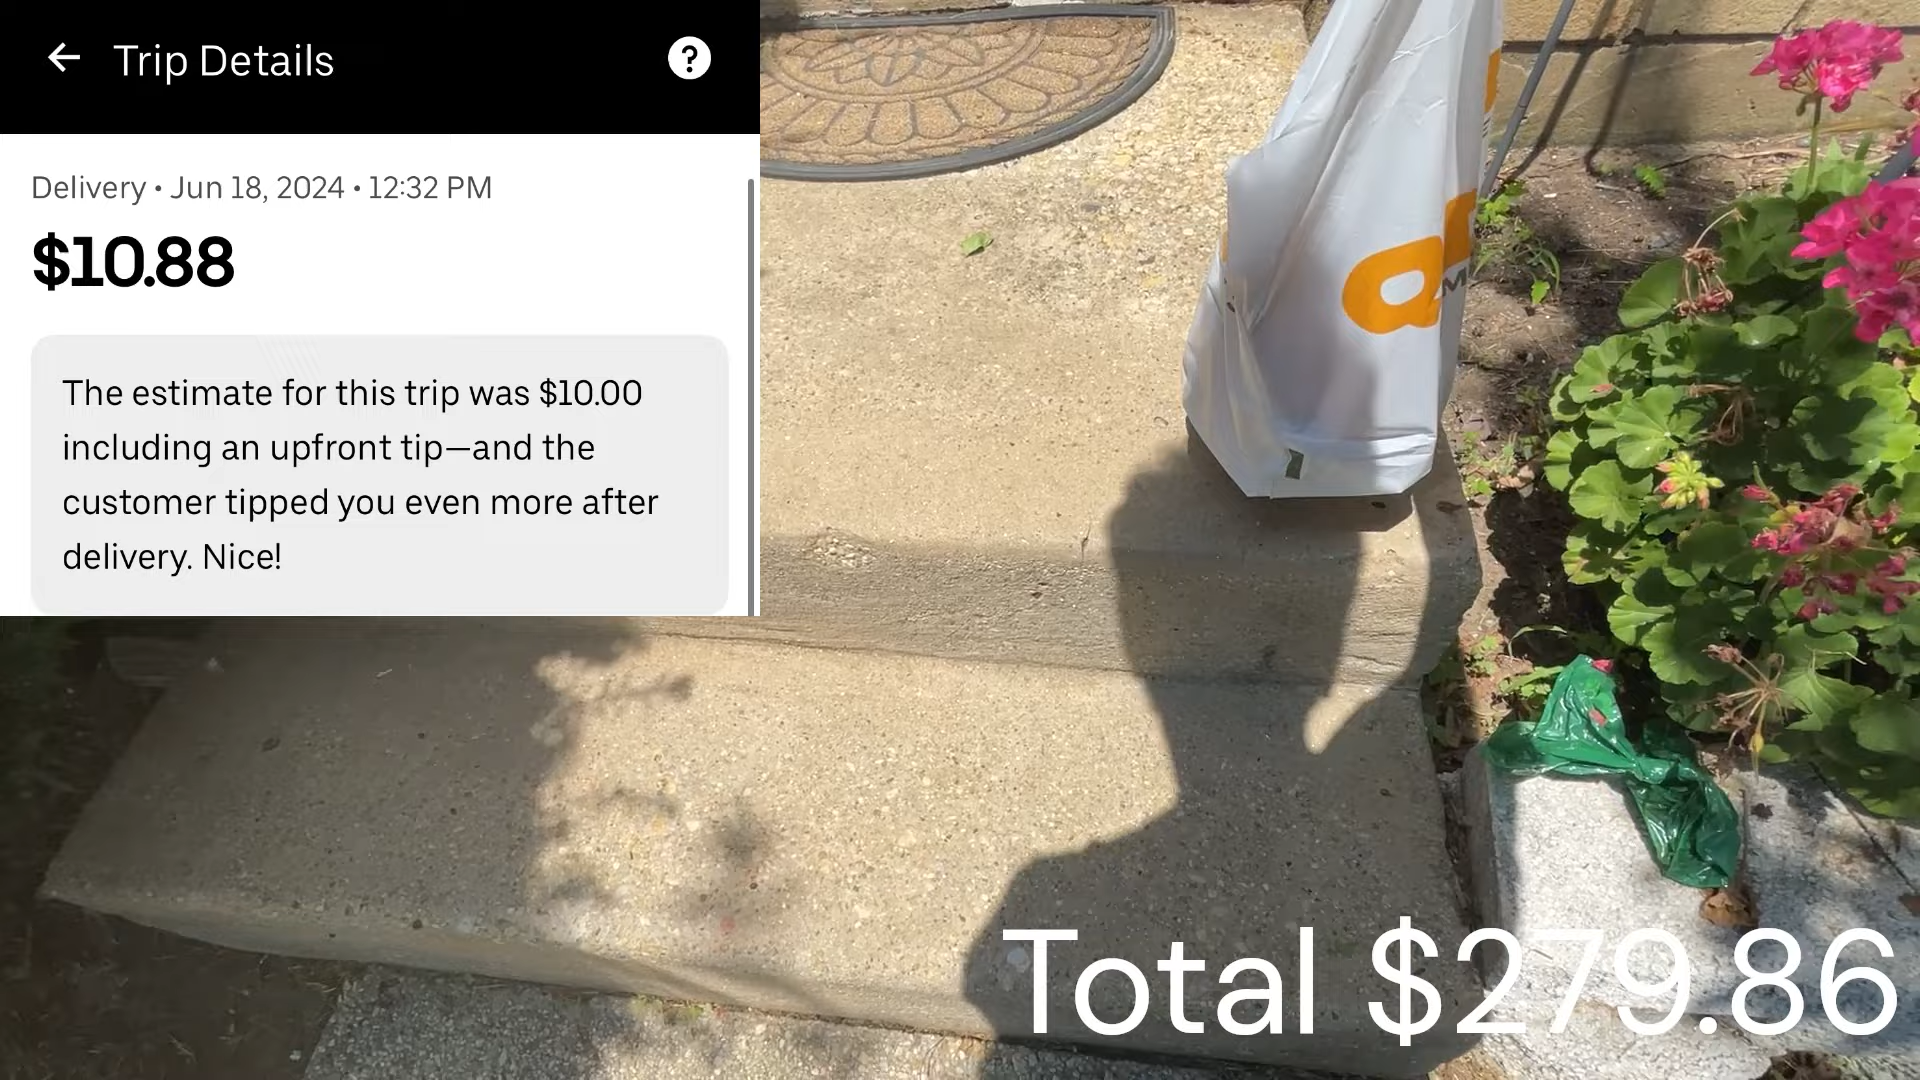 Trip Details
?
Delivery • Jun 18, 2024 • 12:32 PM
$10.88
The estimate for this trip was $10.00
including an upfront tip—and the
customer tipped you even more after
delivery. Nice!
Total $279.86